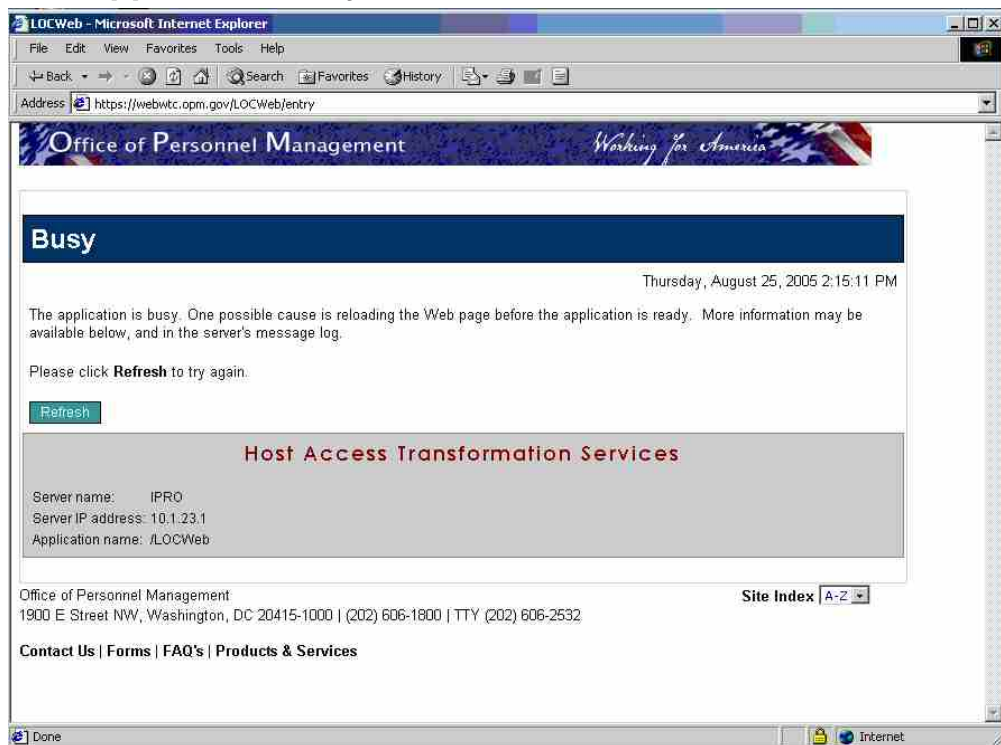 LOCWeb - Microsoft Internet Explorer
File Edit View Favorites Tools Help
Back Search Favorites History
Address https://webwtc.opm.gov/LOCWeb/entry
Office of Personnel Management Working for America
Busy
Thursday, August 25, 2005 2:15:11 PM
The application is busy. One possible cause is reloading the Web page before the application is ready. More information may be
available below, and in the server's message log.
Please click Refresh to try again.
Refresh
Host Access Transformation Services
Server name: IPRO
Server IP address: 10.1.23.1
Application name: /LOCWeb
Office of Personnel Management Site Index A-Z
1900 E Street NW, Washington, DC 20415-1000 | (202) 606-1800 | TTY (202) 606-2532
Contact Us | Forms | FAQ's | Products & Services
Done Internet